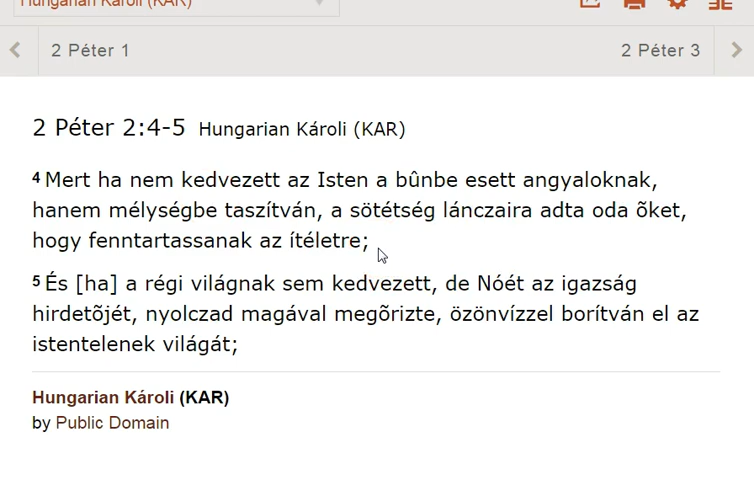 Hungarian Károli (KAR)
2 Péter 1
2 Péter 3
2 Péter 2:4-5 Hungarian Károli (KAR)
4 Mert ha nem kedvezett az Isten a bûnbe esett angyaloknak,
hanem mélységbe taszítván, a sötétség lánczaira adta oda õket,
hogy fenntartassanak az ítéletre;
5 És [ha] a régi világnak sem kedvezett, de Nóét az igazság
hirdetõjét, nyolczad magával megõrizte, özönvízzel borítván el az
istentelenek világát;
Hungarian Károli (KAR)
by Public Domain